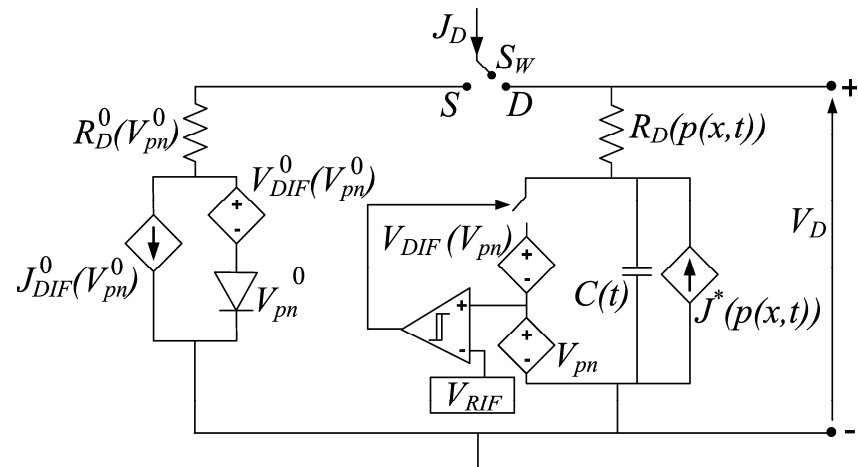 J_D
S_W
S
D
+
R_D^0(V_pn^0)
R_D(p(x,t))
V_DIF^0(V_pn^0)
+
-
V_DIF(V_pn)
+
-
V_D
J_DIF^0(V_pn^0)
V_pn^0
C(t)
J^*(p(x,t))
+
-
+
-
V_pn
V_RIF
-